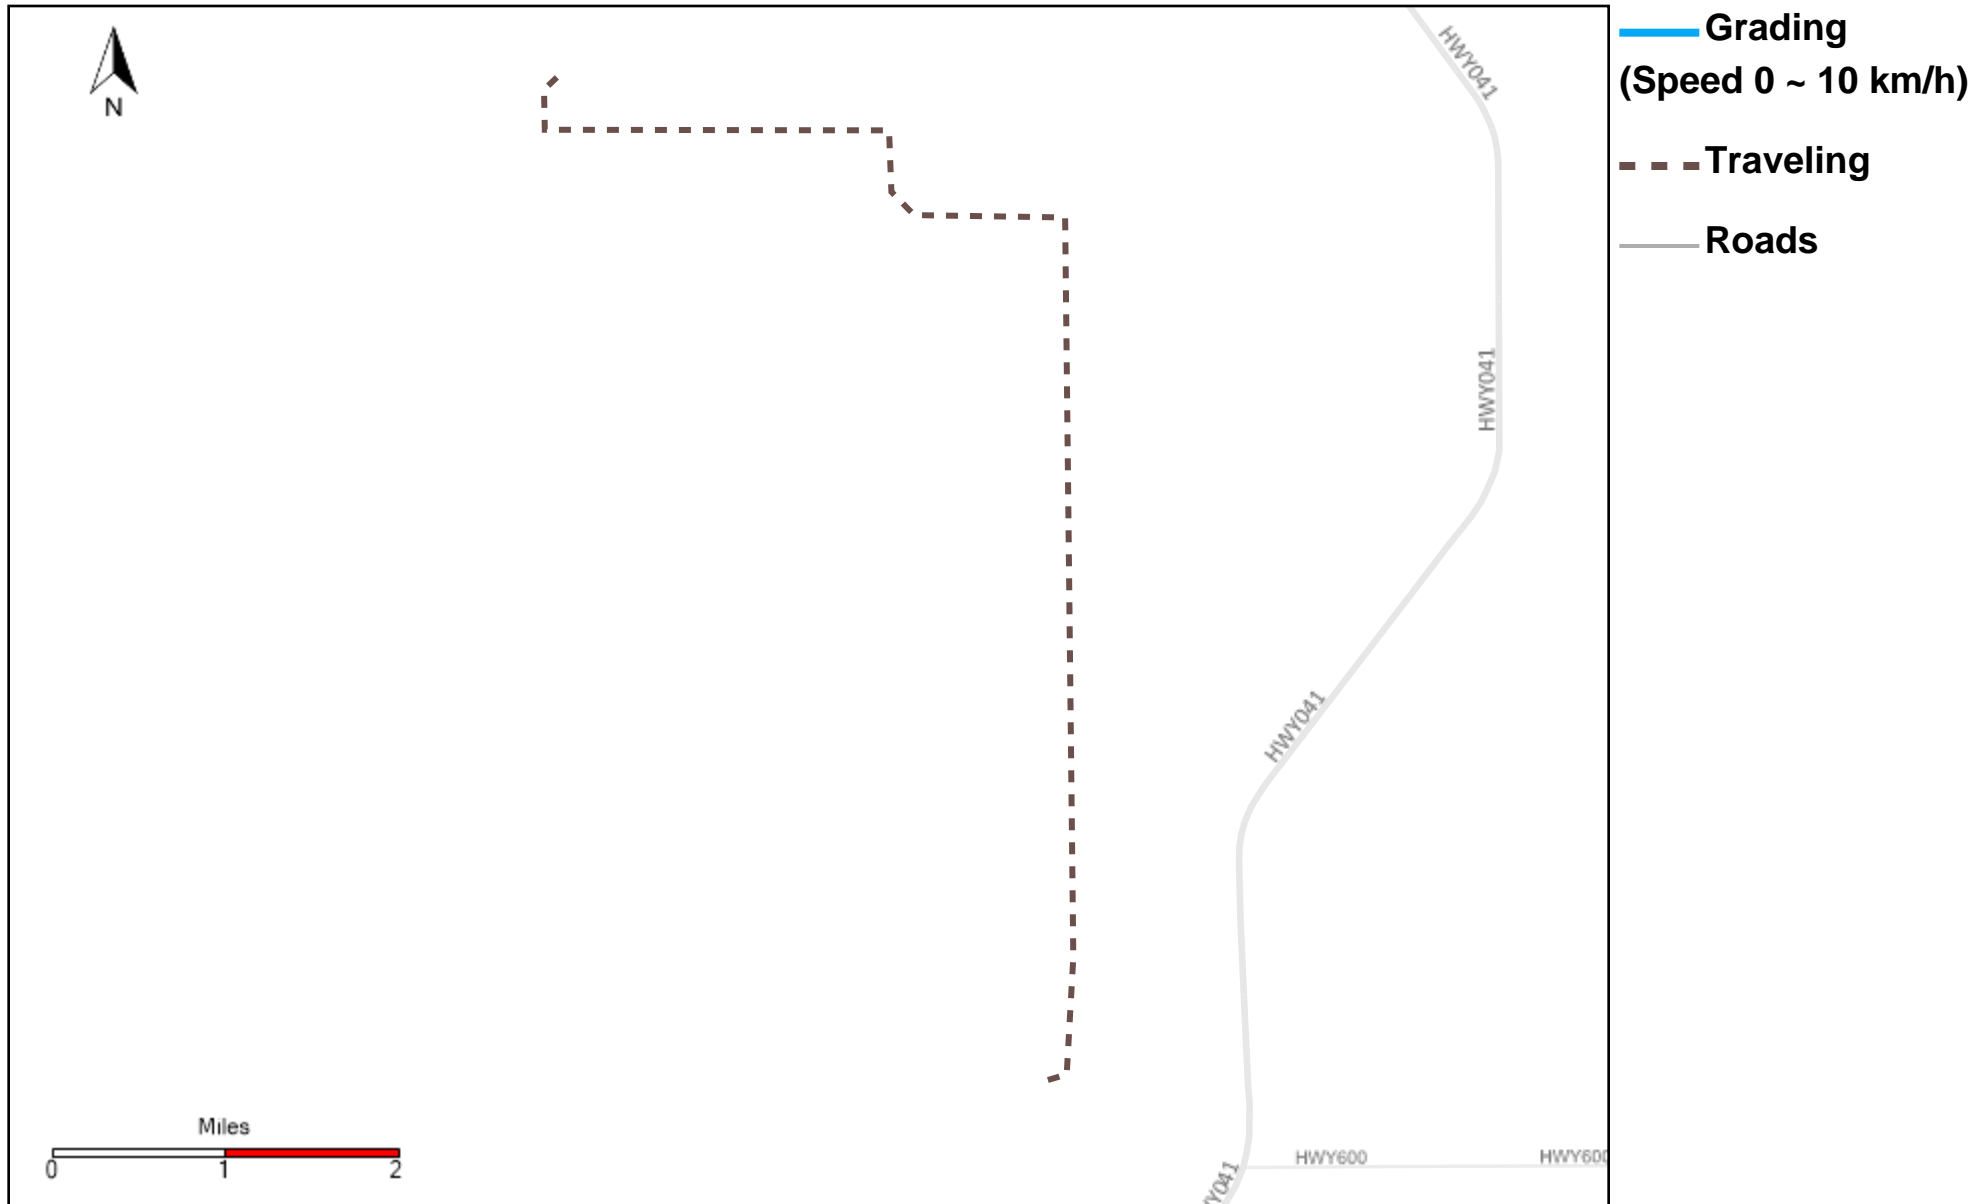 N
HWY041
HWY041
HWY041
Miles
0 1 2
HWY600
HWY600
Grading
(Speed 0 ~ 10 km/h)
Traveling
Roads